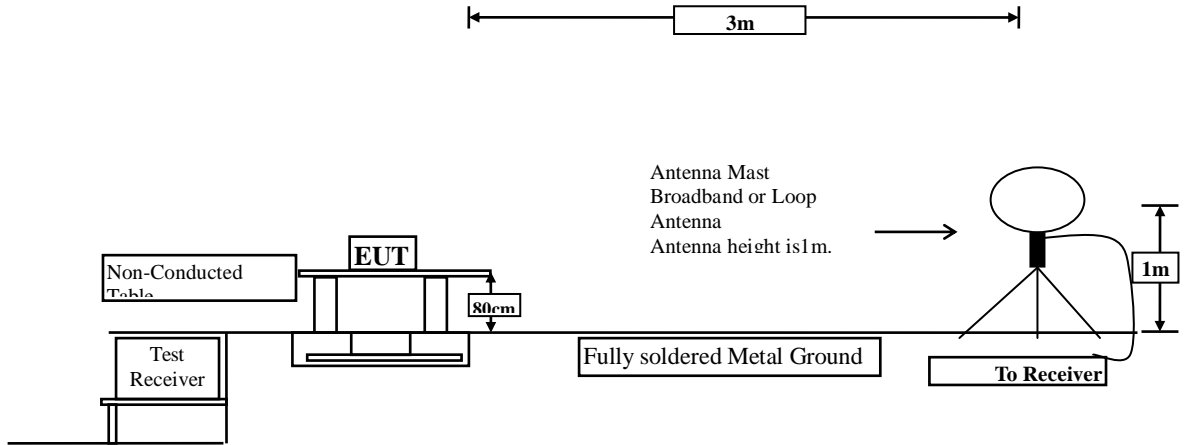 3m
Antenna Mast
Broadband or Loop
Antenna
Antenna height is1m.
EUT
Non-Conducted
Table
80cm
1m
Test
Receiver
Fully soldered Metal Ground
To Receiver